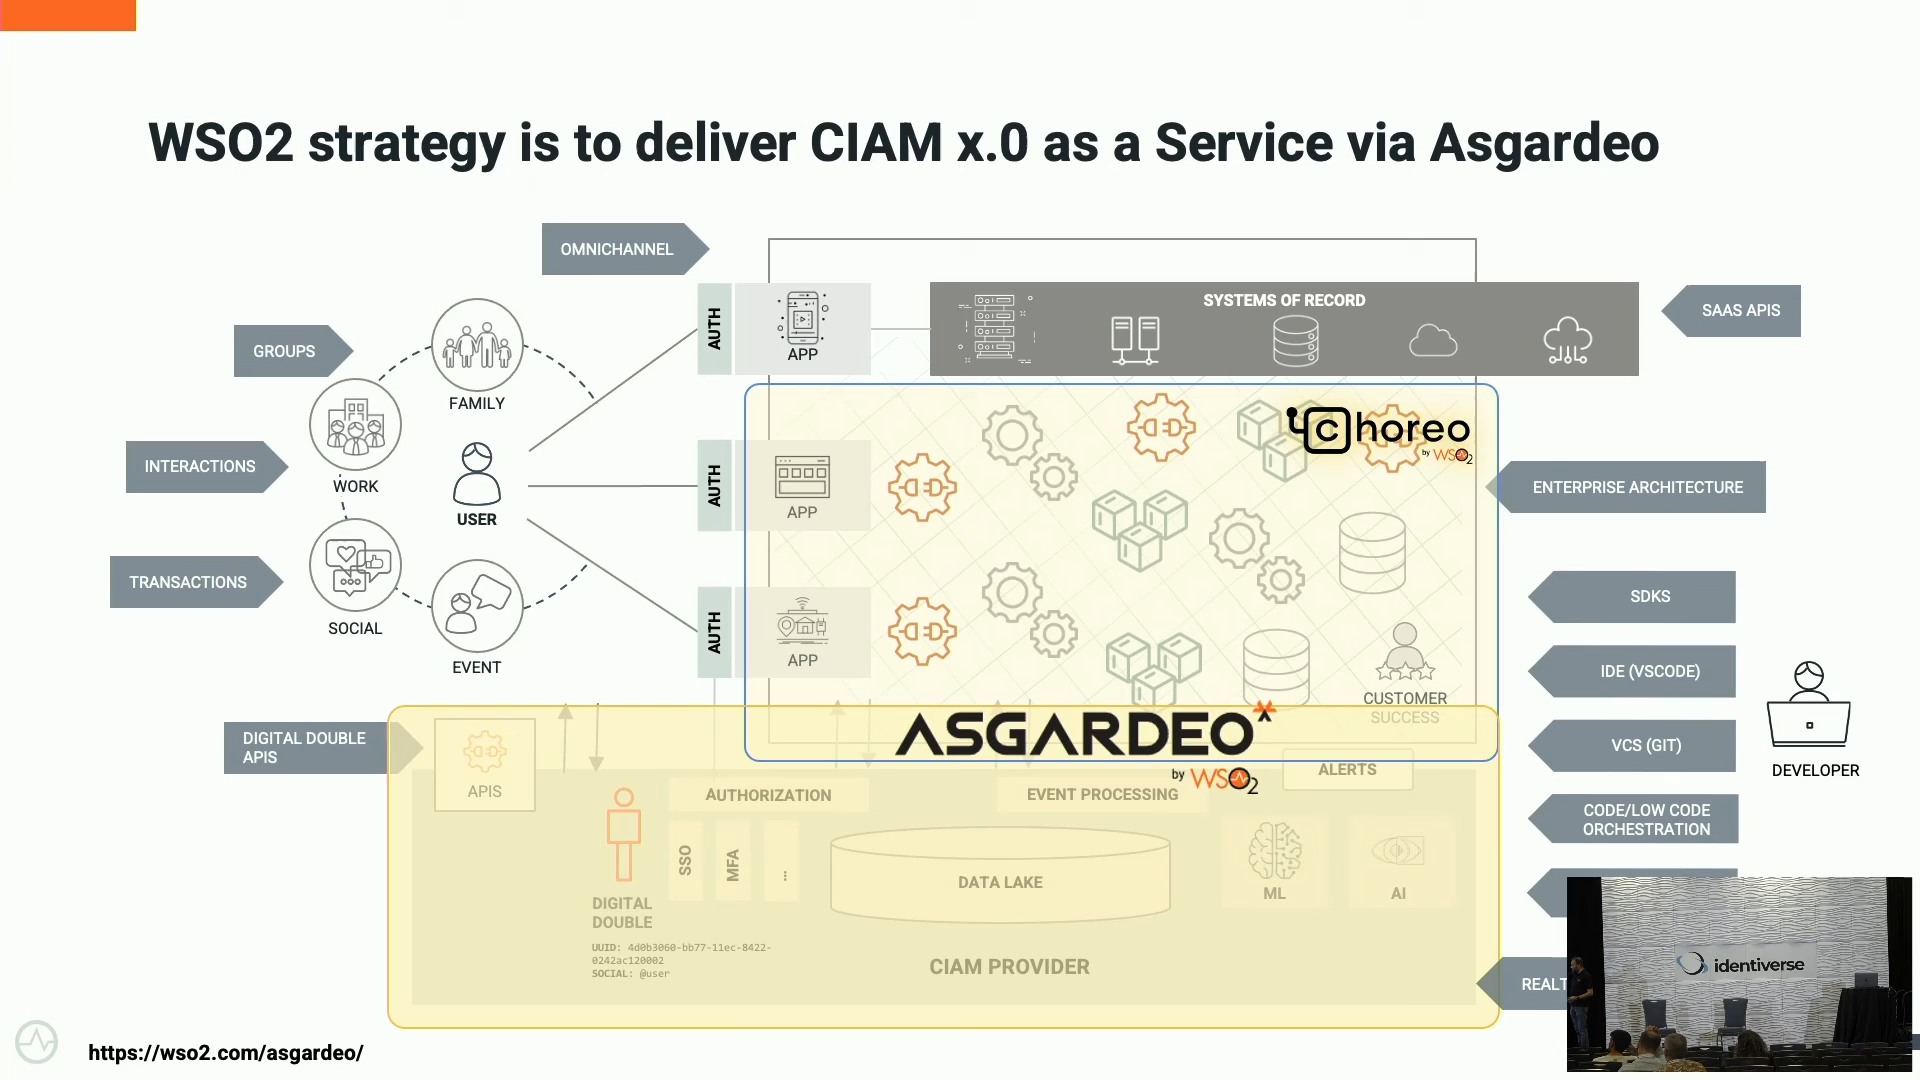 WSO2 strategy is to deliver CIAM x.0 as a Service via Asgardeo
OMNICHANNEL
GROUPS
INTERACTIONS
TRANSACTIONS
FAMILY
WORK
USER
SOCIAL
EVENT
AUTH
APP
AUTH
APP
AUTH
APP
SYSTEMS OF RECORD
SAAS APIS
choreo
by WSO2
ENTERPRISE ARCHITECTURE
CUSTOMER
SUCCESS
SDKS
IDE (VSCODE)
VCS (GIT)
CODE/LOW CODE
ORCHESTRATION
DEVELOPER
DIGITAL DOUBLE
APIS
APIS
ASGARDEO
by WSO2
ALERTS
AUTHORIZATION
EVENT PROCESSING
SSO
MFA
...
DATA LAKE
ML
AI
DIGITAL
DOUBLE
UUID: 4d0b3060-bb77-11ec-8422-
0242ac120002
SOCIAL: @user
CIAM PROVIDER
REALT
identiverse
https://wso2.com/asgardeo/